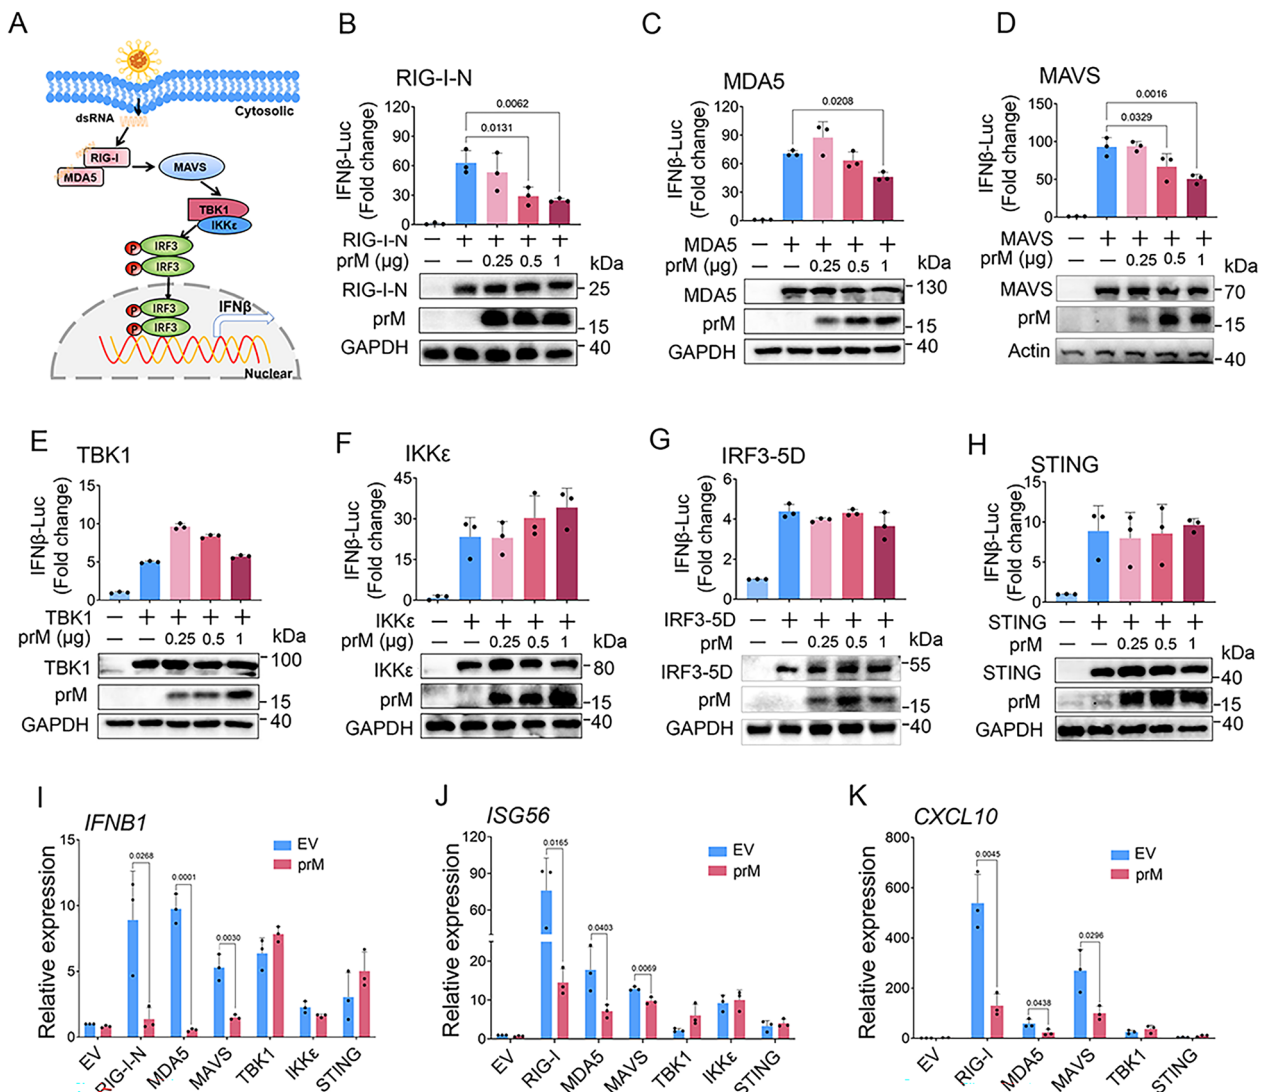 A
Cytosolic
dsRNA
RIG-I
MDA5
MAVS
TBK1
IKKε
P IRF3
P IRF3
P IRF3
P IRF3
IFNβ
Nuclear
B
RIG-I-N
IFNβ-Luc
(Fold change)
120
90
60
30
0
0.0062
0.0131
RIG-I-N — + + + +
prM (µg) — — 0.25 0.5 1
kDa
RIG-I-N 25
prM 15
GAPDH 40
C
MDA5
IFNβ-Luc
(Fold change)
120
90
60
30
0
0.0208
MDA5 — + + + +
prM (µg) — — 0.25 0.5 1
kDa
MDA5 130
prM 15
GAPDH 40
D
MAVS
IFNβ-Luc
(Fold change)
150
100
50
0
0.0016
0.0329
MAVS — + + + +
prM (µg) — — 0.25 0.5 1
kDa
MAVS 70
prM 15
Actin 40
E
TBK1
IFNβ-Luc
(Fold change)
15
10
5
0
TBK1 — + + + +
prM (µg) — — 0.25 0.5 1
kDa
TBK1 100
prM 15
GAPDH 40
F
IKKε
IFNβ-Luc
(Fold change)
45
30
15
0
IKKε — + + + +
prM (µg) — — 0.25 0.5 1
kDa
IKKε 80
prM 15
GAPDH 40
G
IRF3-5D
IFNβ-Luc
(Fold change)
6
4
2
0
IRF3-5D — + + + +
prM — — 0.25 0.5 1
kDa
IRF3-5D 55
prM 15
GAPDH 40
H
STING
IFNβ-Luc
(Fold change)
15
10
5
0
STING — + + + +
prM — — 0.25 0.5 1
kDa
STING 40
prM 15
GAPDH 40
I
IFNB1
Relative expression
15
10
5
0
EV
prM
0.0268
0.0001
0.0030
EV RIG-I-N MDA5 MAVS TBK1 IKKε STING
J
ISG56
Relative expression
120
90
60
20
10
0
EV
prM
0.0165
0.0403
0.0069
EV RIG-I MDA5 MAVS TBK1 IKKε STING
K
CXCL10
Relative expression
800
600
400
200
0
EV
prM
0.0045
0.0438
0.0296
EV RIG-I MDA5 MAVS TBK1 STING